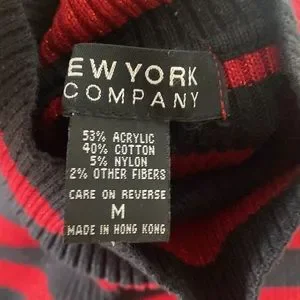 EW YORK
COMPANY
53% ACRYLIC
40% COTTON
5% NYLON
2% OTHER FIBERS
CARE ON REVERSE
M
MADE IN HONG KONG